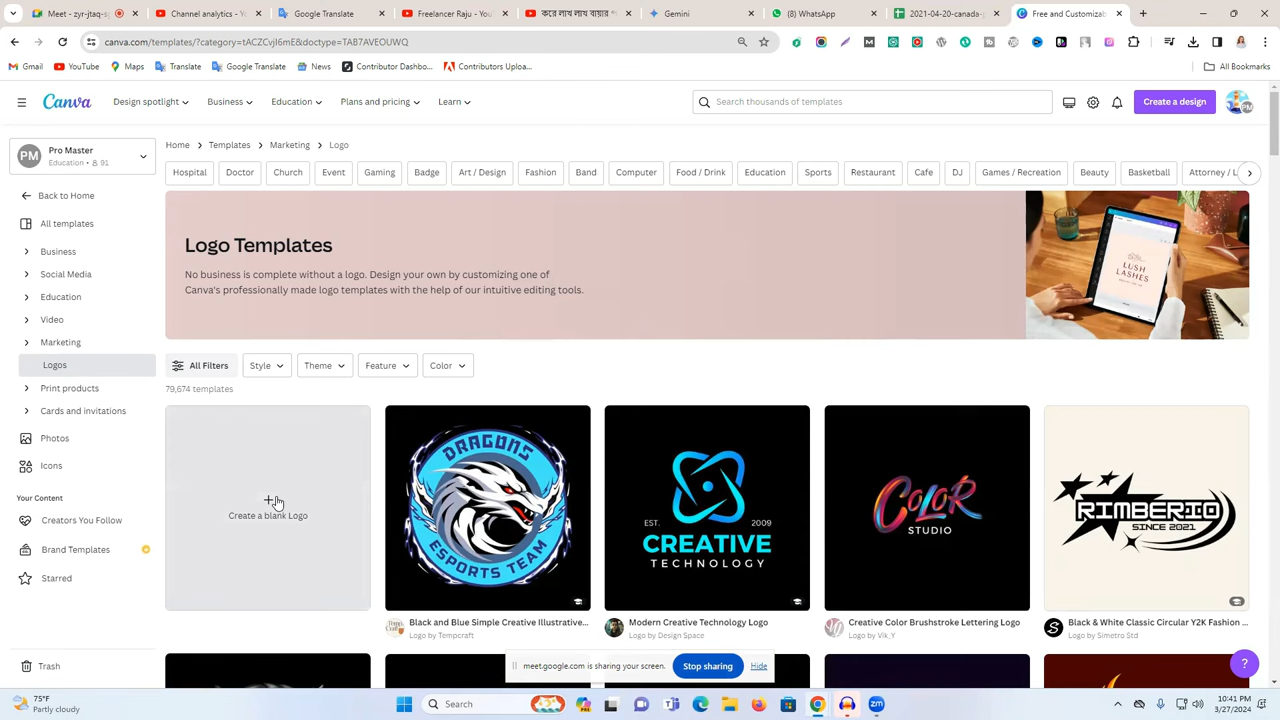 Meet - zyr-jtsg-
Channel analytics - Y
Google Translate
Freelancer Raju - You
করে লাখ লাখ
Gemini
(8) WhatsApp
2021-04-20-canada-
Free and Customizab
canva.com/templates/?category=tACZCvjI6mE&doctype=TAB7AVEOUWO
Gmail
YouTube
Maps
Translate
Google Translate
News
Contributor Dashbo...
Contributors Uploa...
All Bookmarks
Canva
Design spotlight
Business
Education
Plans and pricing
Learn
Search thousands of templates
Create a design
PM
PM
Pro Master
Education • 91
Home
Templates
Marketing
Logo
Hospital
Doctor
Church
Event
Gaming
Badge
Art / Design
Fashion
Band
Computer
Food / Drink
Education
Sports
Restaurant
Cafe
DJ
Games / Recreation
Beauty
Basketball
Attorney / L
Back to Home
All templates
Business
Social Media
Education
Video
Marketing
Logos
Print products
Cards and invitations
Photos
Icons
Your Content
Creators You Follow
Brand Templates
Starred
Trash
Logo Templates
No business is complete without a logo. Design your own by customizing one of
Canva's professionally made logo templates with the help of our intuitive editing tools.
LUSH
LASHES
All Filters
Style
Theme
Feature
Color
79,674 templates
Create a blank Logo
DRAGONS
ESPORTS TEAM
EST. 2009
CREATIVE
TECHNOLOGY
COLOR
STUDIO
RIMBERIO
SINCE 2021
Black and Blue Simple Creative Illustrative...
Logo by Tempcraft
Modern Creative Technology Logo
Logo by Design Space
Creative Color Brushstroke Lettering Logo
Logo by Vik_Y
Black & White Classic Circular Y2K Fashion ...
Logo by Simetro Std
meet.google.com is sharing your screen.
Stop sharing
Hide
?
75°F
Partly cloudy
Search
10:41 PM
3/27/2024